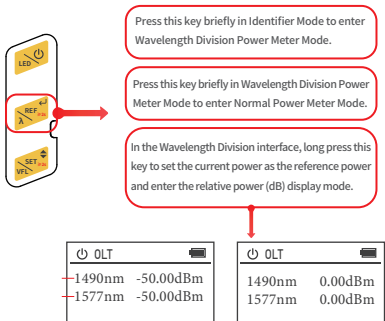 Press this key briefly in Identifier Mode to enter
Wavelength Division Power Meter Mode.
LED
Press this key briefly in Wavelength Division Power
Meter Mode to enter Normal Power Meter Mode.
REF
λ
In the Wavelength Division interface, long press this
key to set the current power as the reference power
and enter the relative power (dB) display mode.
SET
VFL
OLT
1490nm -50.00dBm
1577nm -50.00dBm
OLT
1490nm 0.00dBm
1577nm 0.00dBm